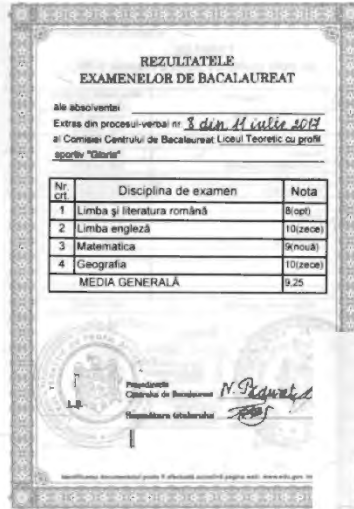 REZULTATELE
EXAMENELOR DE BACALAUREAT
ale absolventei
Extras din procesul-verbal nr. 8 din 11 iulie 2017
al Comisiei Centrului de Bacalaureat Liceul Teoretic cu profil
sportiv "Gloria"
Nr. crt. Disciplina de examen Nota
1 Limba și literatura română 8(opt)
2 Limba engleză 10(zece)
3 Matematica 9(nouă)
4 Geografia 10(zece)
MEDIA GENERALĂ 9,25
Președintele
Centrului de Bacalaureat